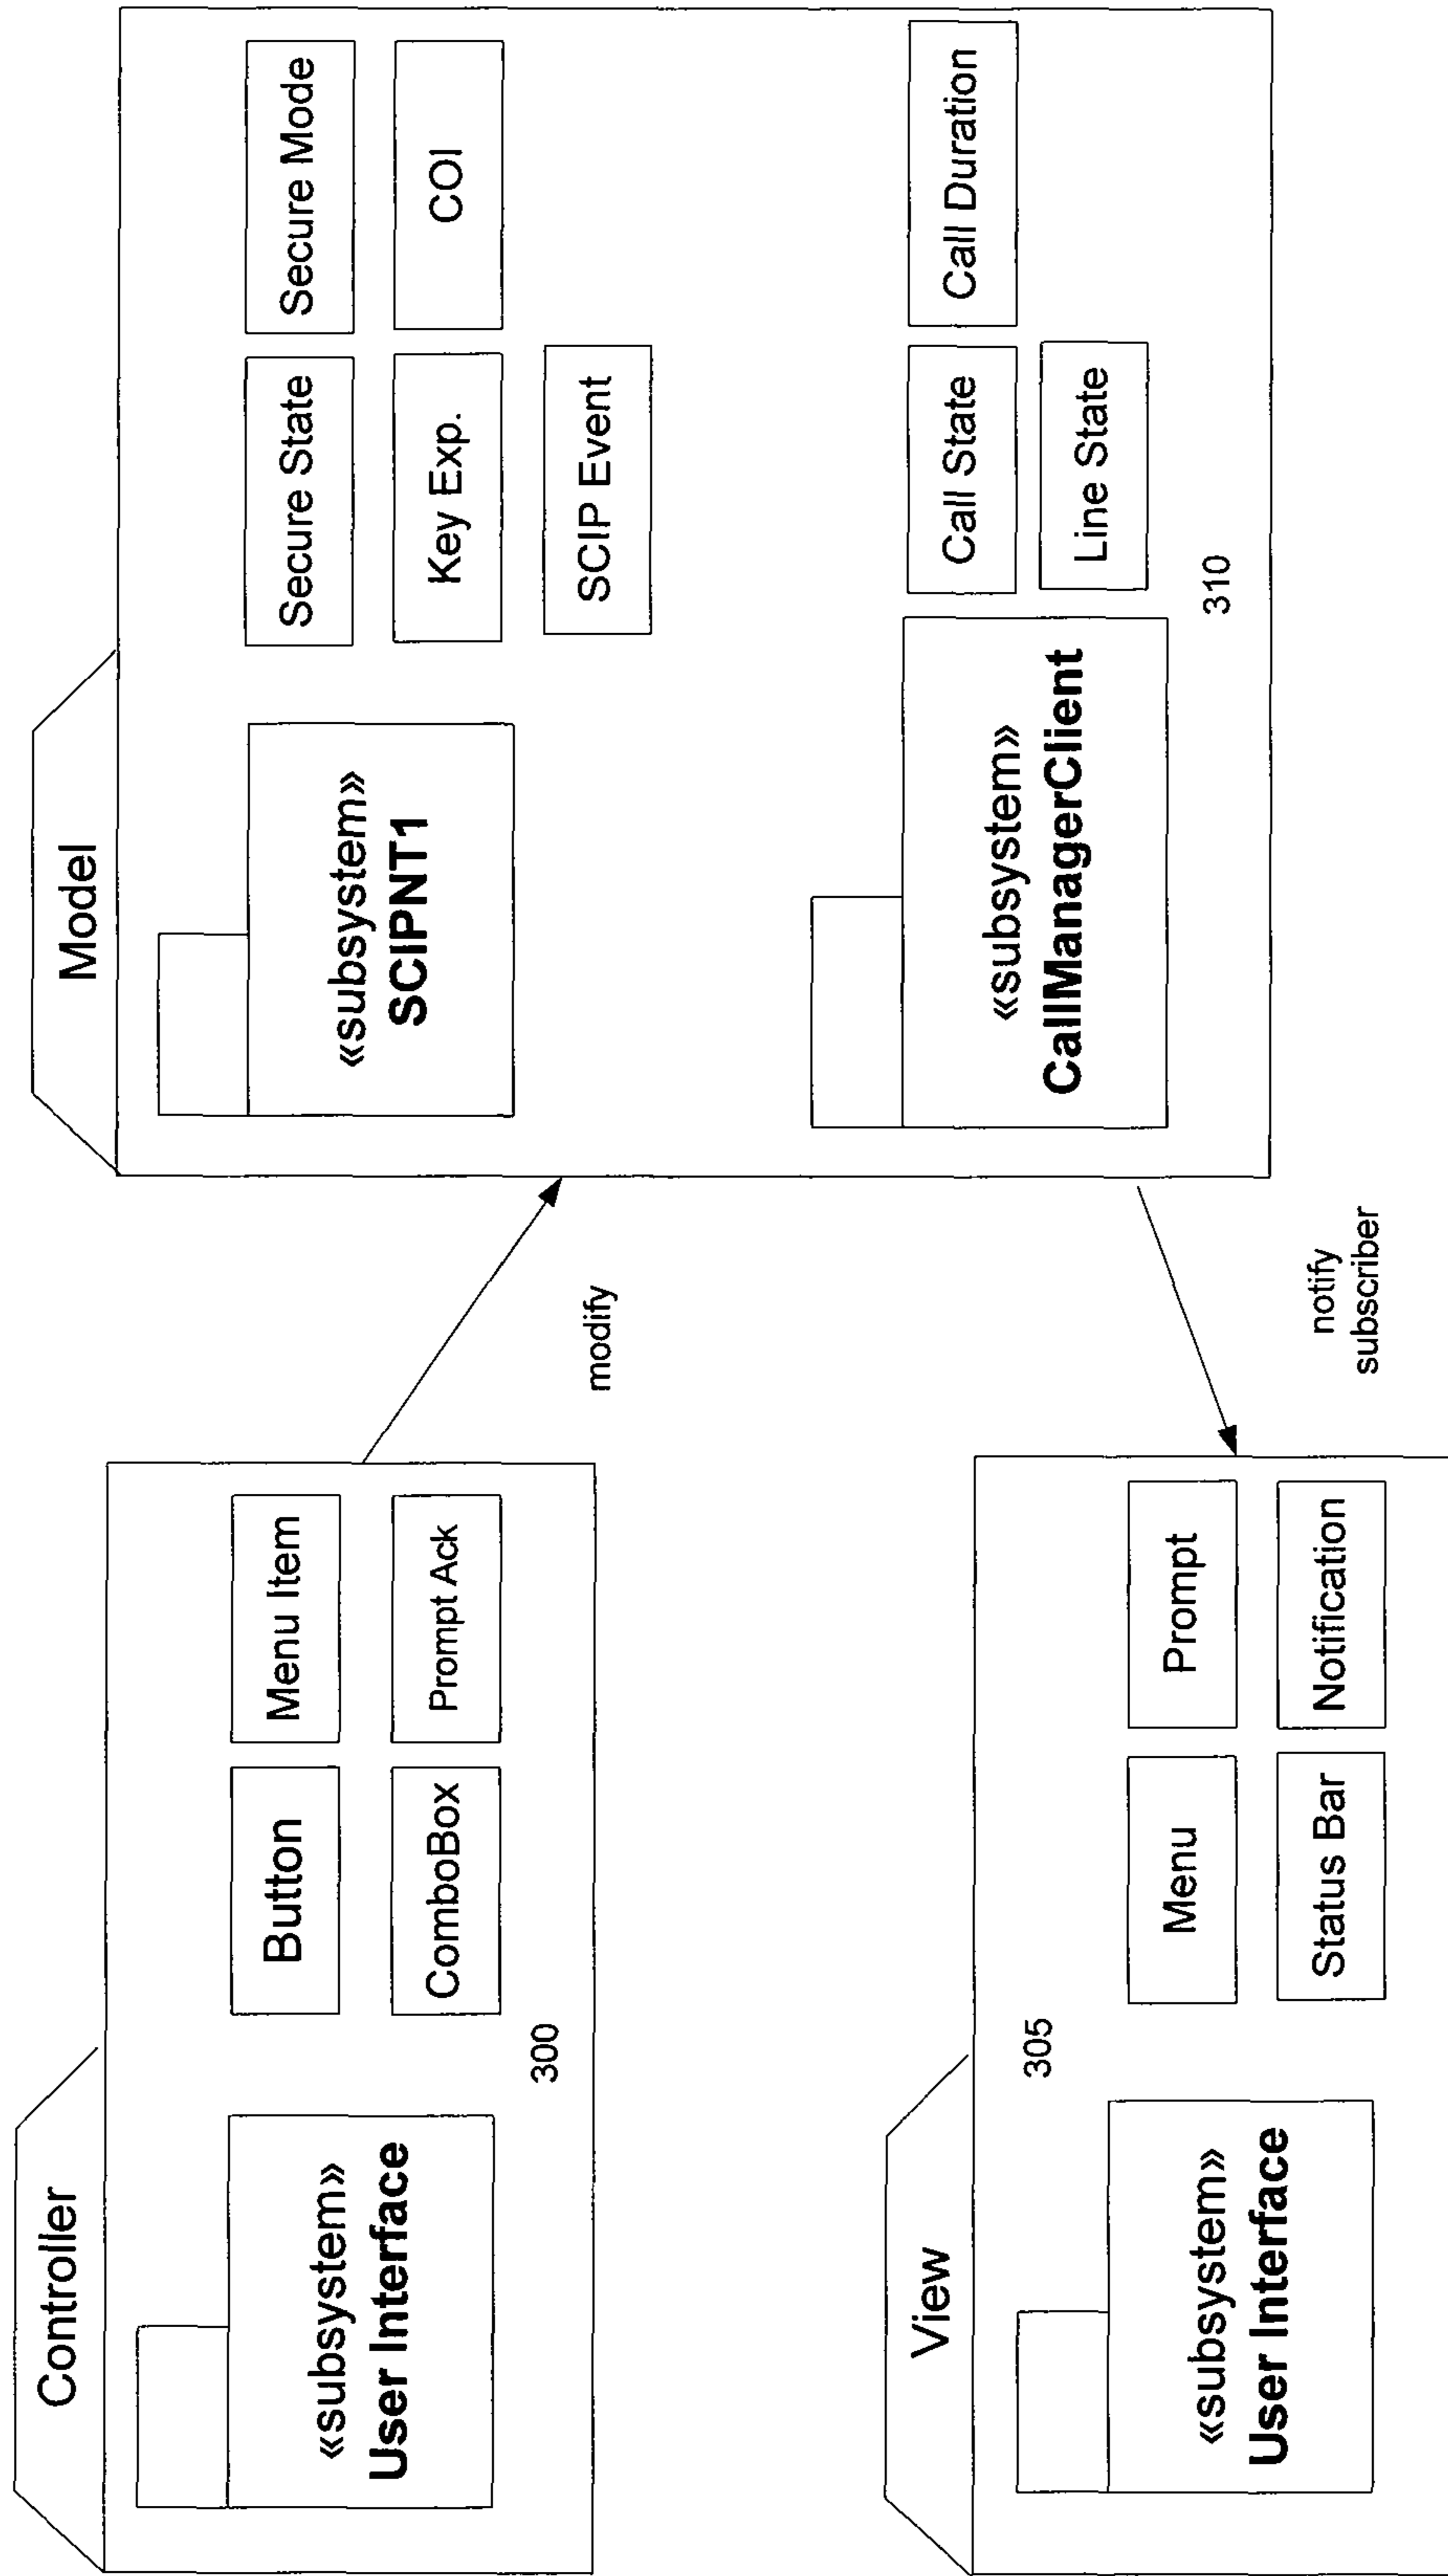 Controller
«subsystem»
User Interface
Button
Menu Item
ComboBox
Prompt Ack
300
modify
Model
«subsystem»
SCIPNT1
Secure State
Secure Mode
Key Exp.
COI
SCIP Event
«subsystem»
CallManagerClient
Call State
Call Duration
Line State
310
notify
subscriber
View
«subsystem»
User Interface
305
Menu
Prompt
Status Bar
Notification